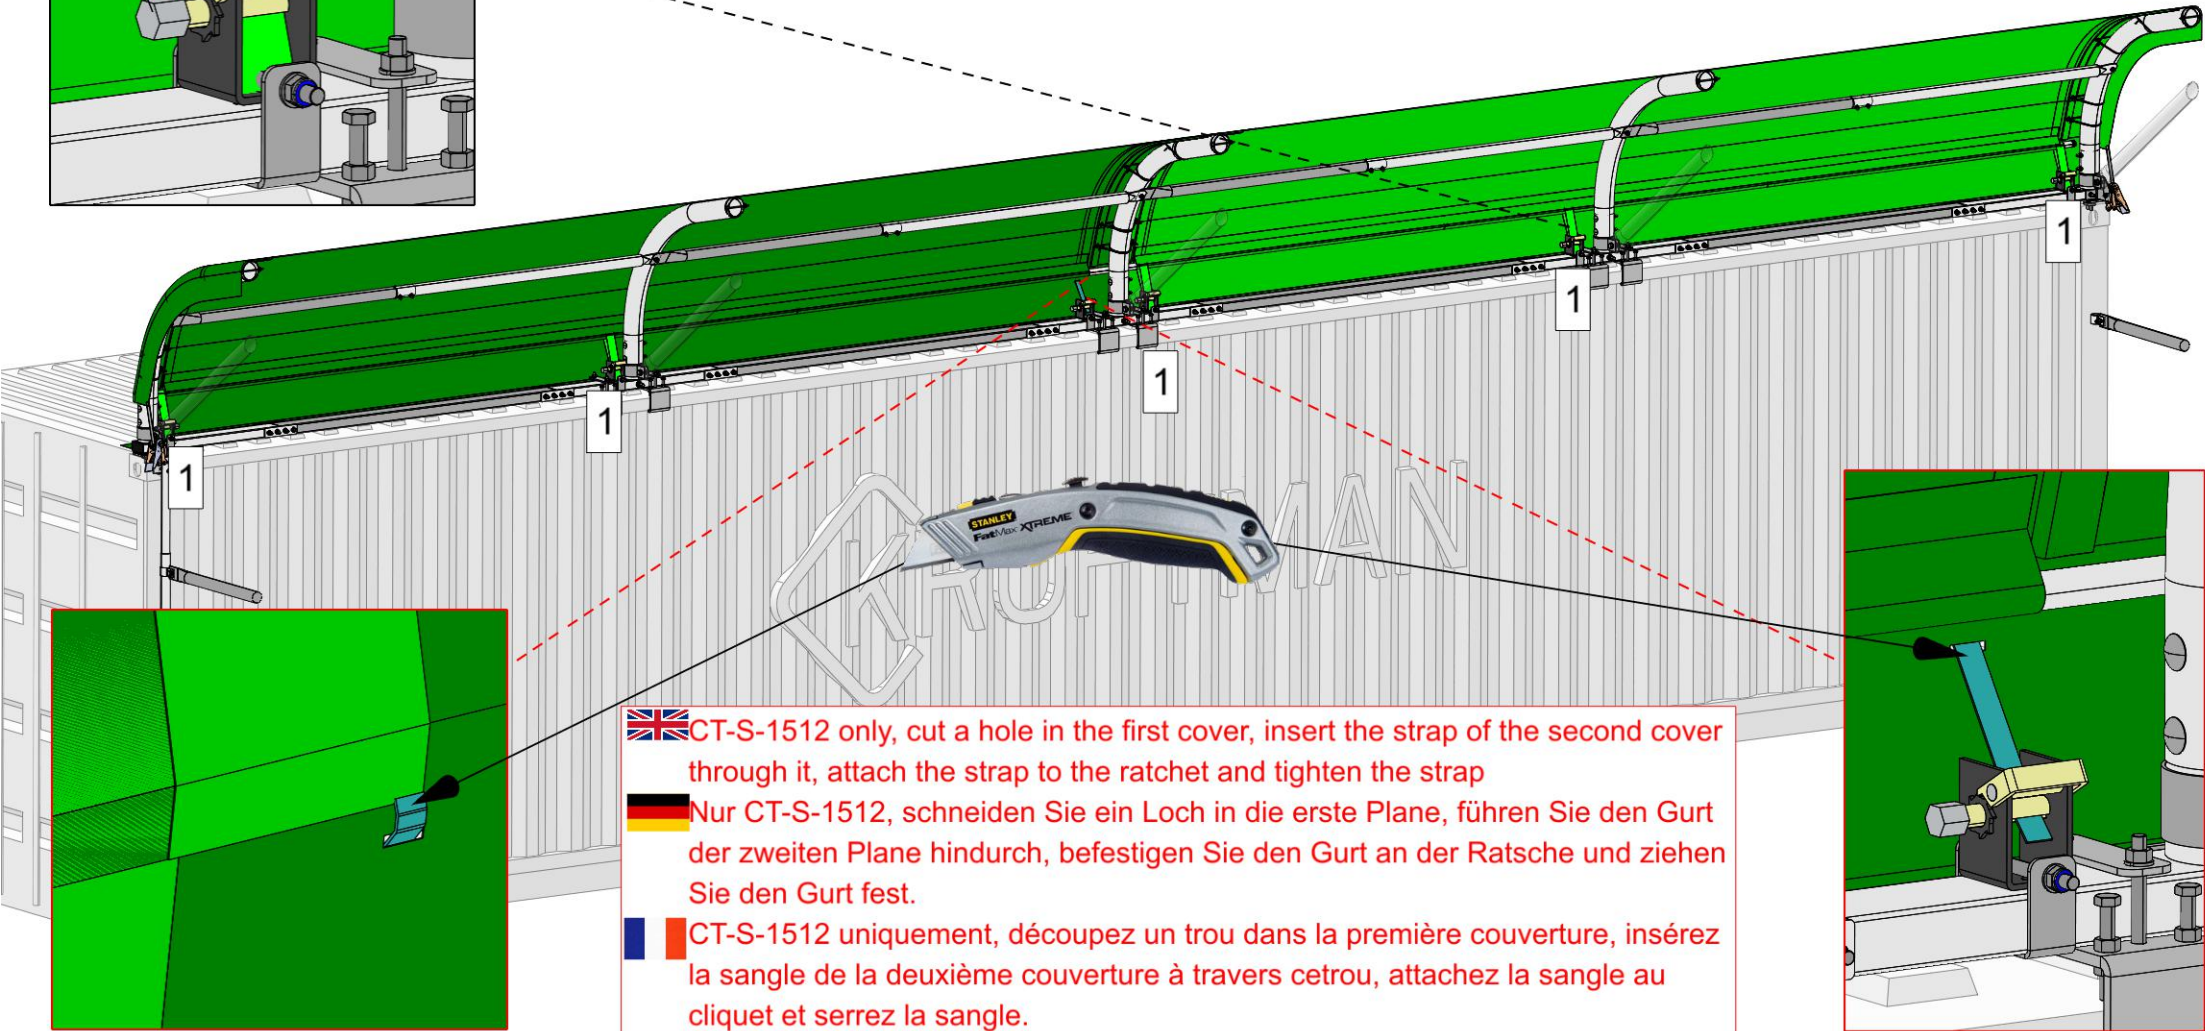 1
1
1
1
1
STANLEY
FatMax XTREME
KROFTMAN
CT-S-1512 only, cut a hole in the first cover, insert the strap of the second cover
through it, attach the strap to the ratchet and tighten the strap
Nur CT-S-1512, schneiden Sie ein Loch in die erste Plane, führen Sie den Gurt
der zweiten Plane hindurch, befestigen Sie den Gurt an der Ratsche und ziehen
Sie den Gurt fest.
CT-S-1512 uniquement, découpez un trou dans la première couverture, insérez
la sangle de la deuxième couverture à travers cetrou, attachez la sangle au
cliquet et serrez la sangle.